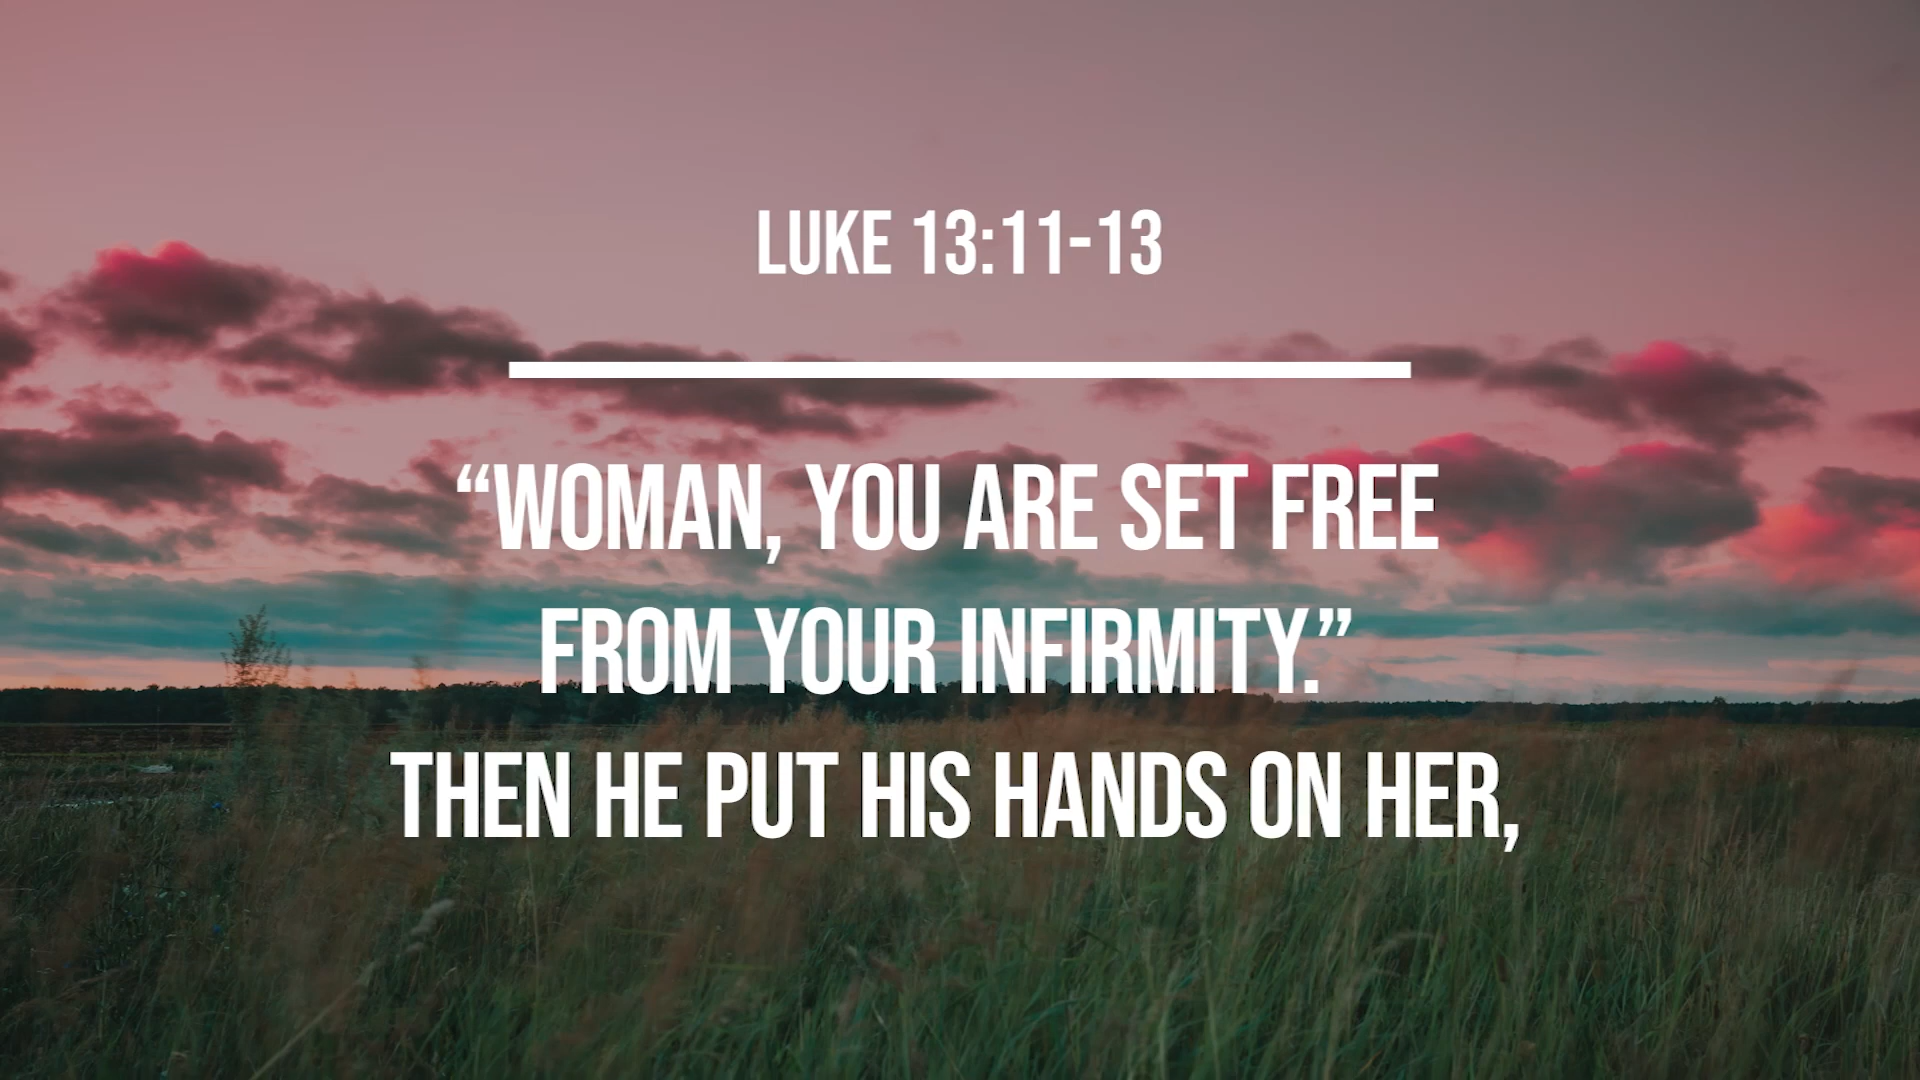 LUKE 13:11-13
“WOMAN, YOU ARE SET FREE
FROM YOUR INFIRMITY.”
THEN HE PUT HIS HANDS ON HER,